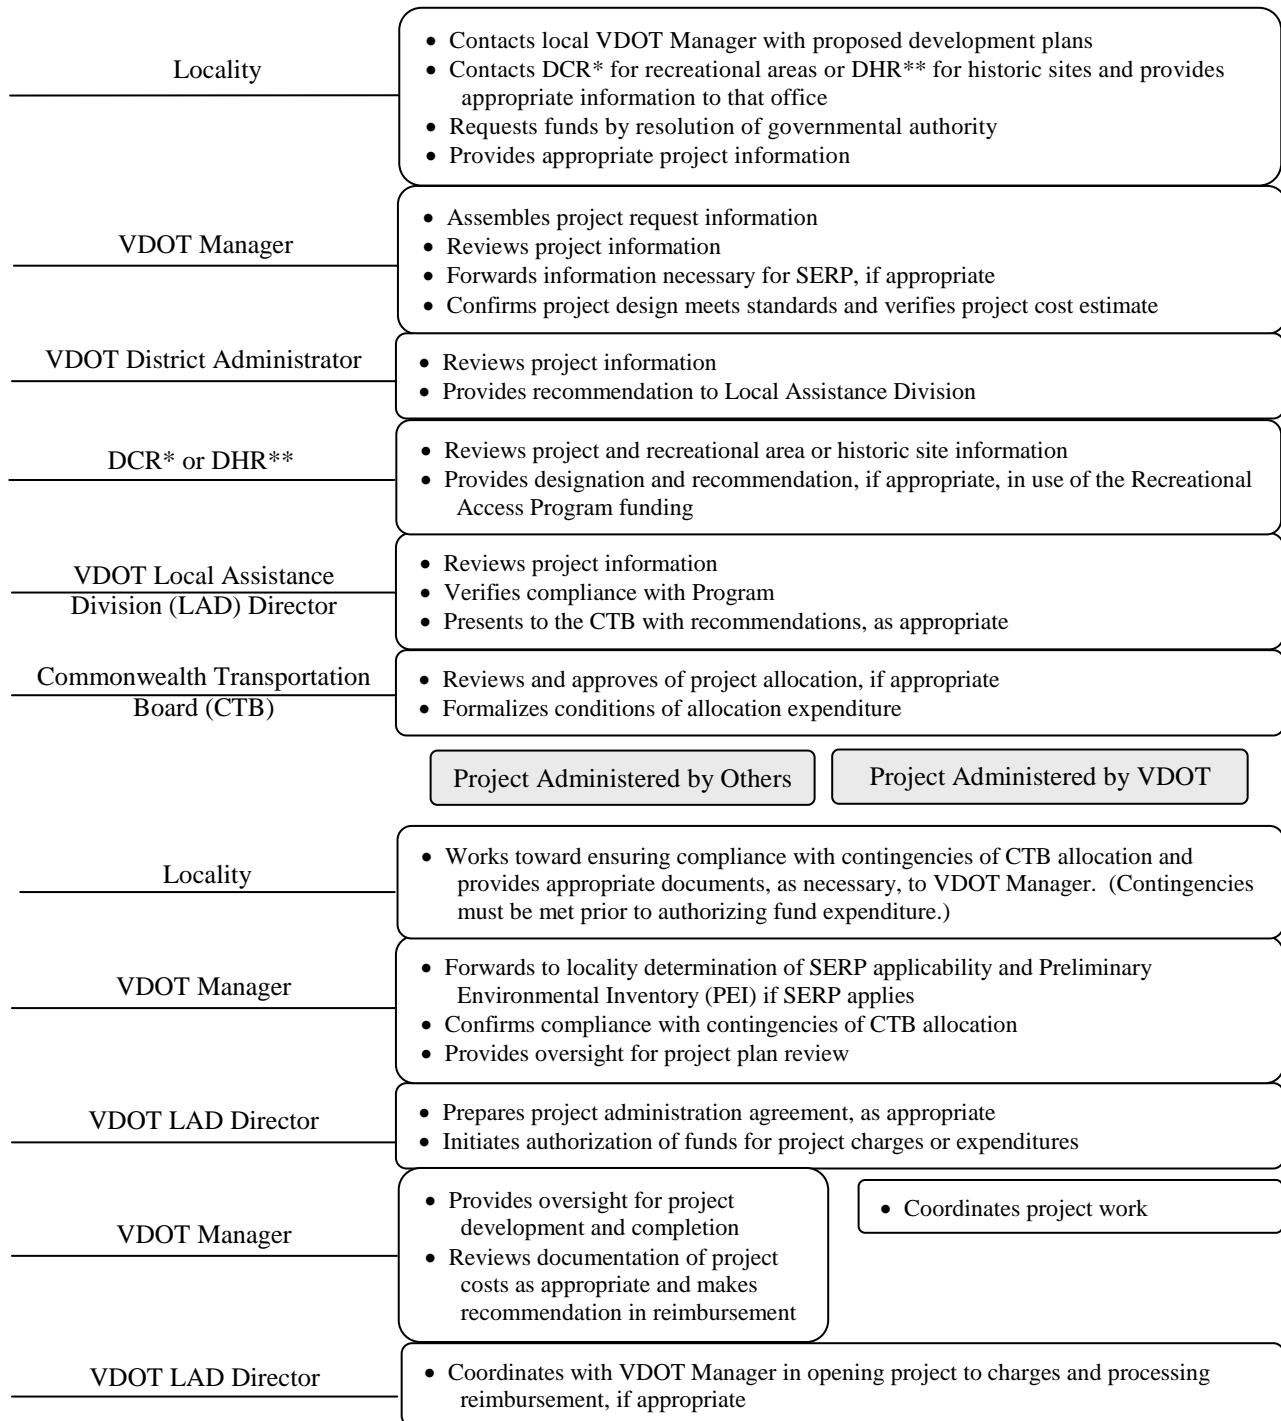 Locality
• Contacts local VDOT Manager with proposed development plans
• Contacts DCR* for recreational areas or DHR** for historic sites and provides
appropriate information to that office
• Requests funds by resolution of governmental authority
• Provides appropriate project information
VDOT Manager
• Assembles project request information
• Reviews project information
• Forwards information necessary for SERP, if appropriate
• Confirms project design meets standards and verifies project cost estimate
VDOT District Administrator
• Reviews project information
• Provides recommendation to Local Assistance Division
DCR* or DHR**
• Reviews project and recreational area or historic site information
• Provides designation and recommendation, if appropriate, in use of the Recreational
Access Program funding
VDOT Local Assistance
Division (LAD) Director
• Reviews project information
• Verifies compliance with Program
• Presents to the CTB with recommendations, as appropriate
Commonwealth Transportation
Board (CTB)
• Reviews and approves of project allocation, if appropriate
• Formalizes conditions of allocation expenditure
Project Administered by Others
Project Administered by VDOT
Locality
• Works toward ensuring compliance with contingencies of CTB allocation and
provides appropriate documents, as necessary, to VDOT Manager. (Contingencies
must be met prior to authorizing fund expenditure.)
VDOT Manager
• Forwards to locality determination of SERP applicability and Preliminary
Environmental Inventory (PEI) if SERP applies
• Confirms compliance with contingencies of CTB allocation
• Provides oversight for project plan review
VDOT LAD Director
• Prepares project administration agreement, as appropriate
• Initiates authorization of funds for project charges or expenditures
VDOT Manager
• Provides oversight for project
development and completion
• Reviews documentation of project
costs as appropriate and makes
recommendation in reimbursement
• Coordinates project work
VDOT LAD Director
• Coordinates with VDOT Manager in opening project to charges and processing
reimbursement, if appropriate